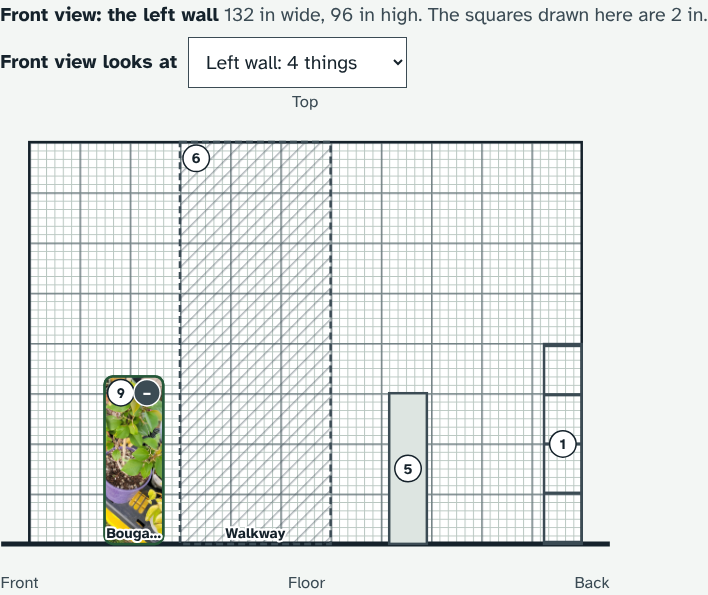 Front view: the left wall 132 in wide, 96 in high. The squares drawn here are 2 in.
Front view looks at Left wall: 4 things
Top
6
9 –
1
5
Bouga... Walkway
Front Floor Back